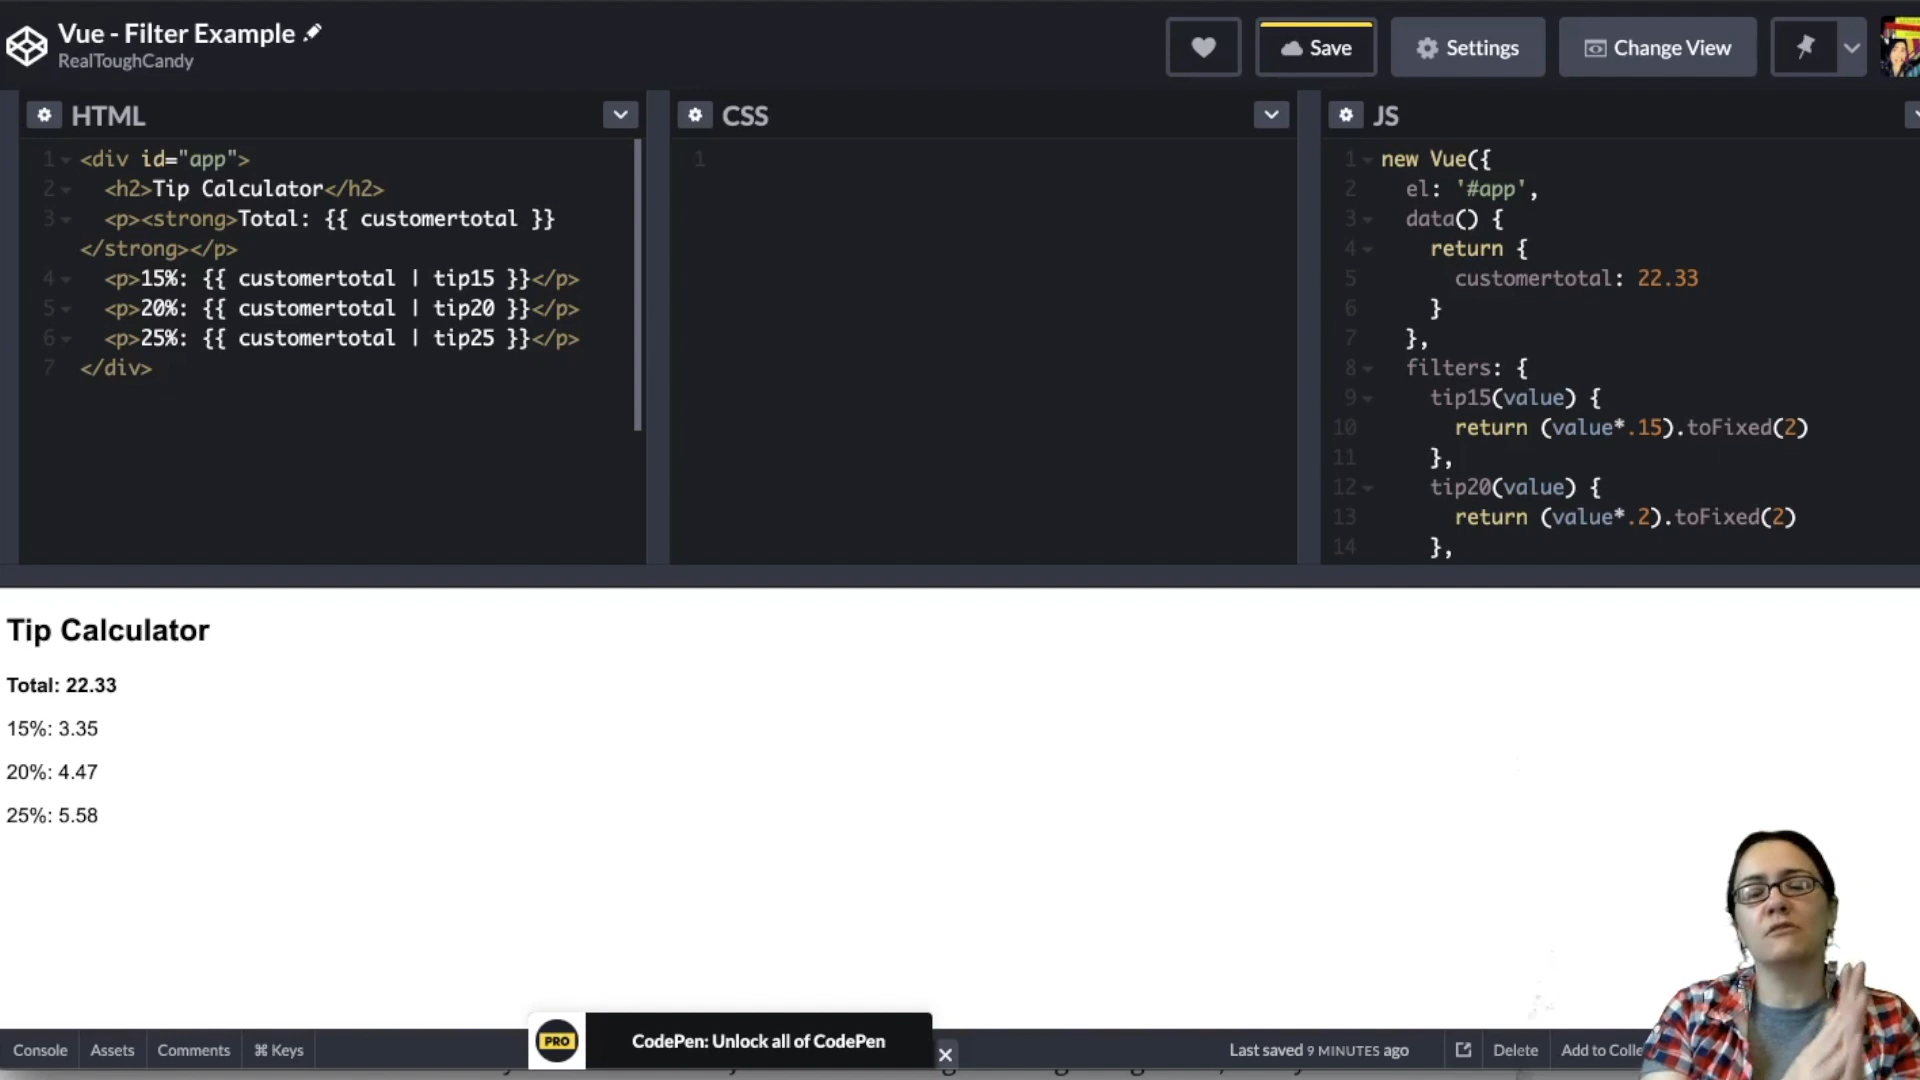 Vue - Filter Example
RealToughCandy
Save
Settings
Change View
HTML
1 <div id="app">
2 <h2>Tip Calculator</h2>
3 <p><strong>Total: {{ customertotal }}
</strong></p>
4 <p>15%: {{ customertotal | tip15 }}</p>
5 <p>20%: {{ customertotal | tip20 }}</p>
6 <p>25%: {{ customertotal | tip25 }}</p>
7 </div>
CSS
1
JS
1 new Vue({
2 el: '#app',
3 data() {
4 return {
5 customertotal: 22.33
6 }
7 },
8 filters: {
9 tip15(value) {
10 return (value*.15).toFixed(2)
11 },
12 tip20(value) {
13 return (value*.2).toFixed(2)
14 },
Tip Calculator
Total: 22.33
15%: 3.35
20%: 4.47
25%: 5.58
Console
Assets
Comments
⌘ Keys
PRO
CodePen: Unlock all of CodePen
Last saved 9 MINUTES ago
Delete
Add to Colle